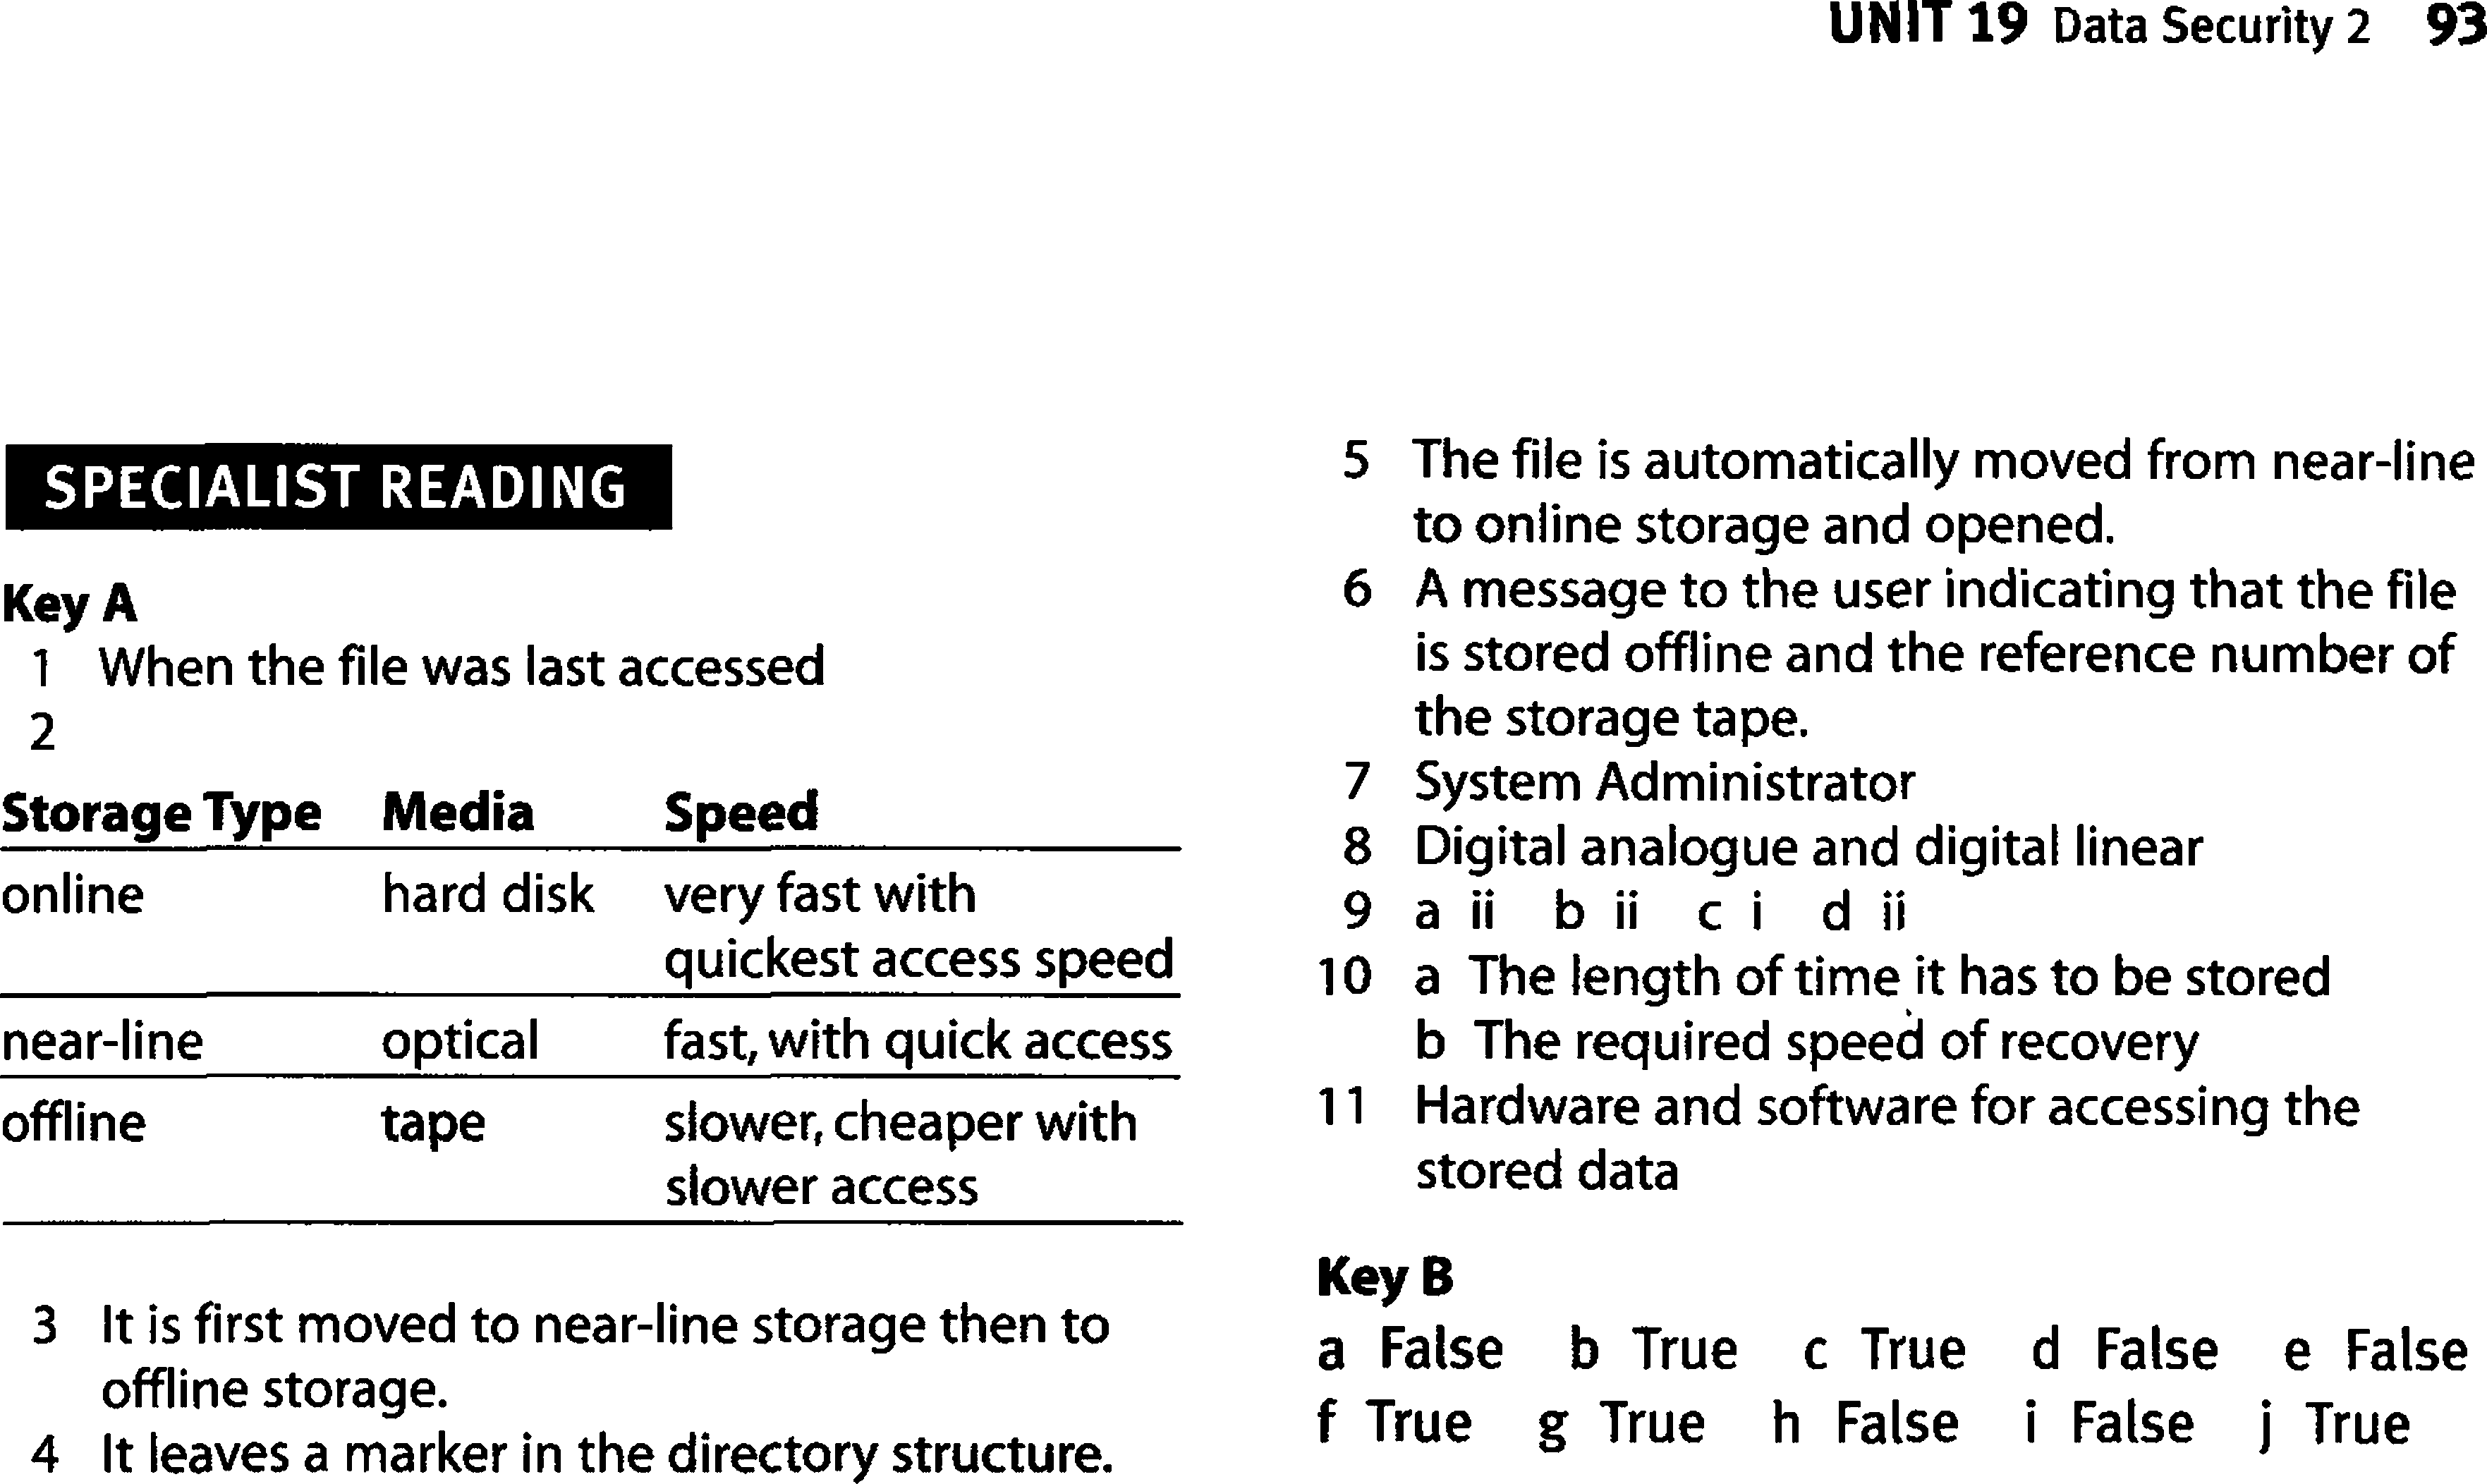 UNIT 19 Data Security 2 93
SPECIALIST READING
Key A
1 When the file was last accessed
2
Storage Type Media Speed
online hard disk very fast with
quickest access speed
near-line optical fast, with quick access
offline tape slower, cheaper with
slower access
3 It is first moved to near-line storage then to
offline storage.
4 It leaves a marker in the directory structure.
5 The file is automatically moved from near-line
to online storage and opened.
6 A message to the user indicating that the file
is stored offline and the reference number of
the storage tape.
7 System Administrator
8 Digital analogue and digital linear
9 a ii b ii c i d ii
10 a The length of time it has to be stored
b The required speed of recovery
11 Hardware and software for accessing the
stored data
Key B
a False b True c True d False e False
f True g True h False i False j True